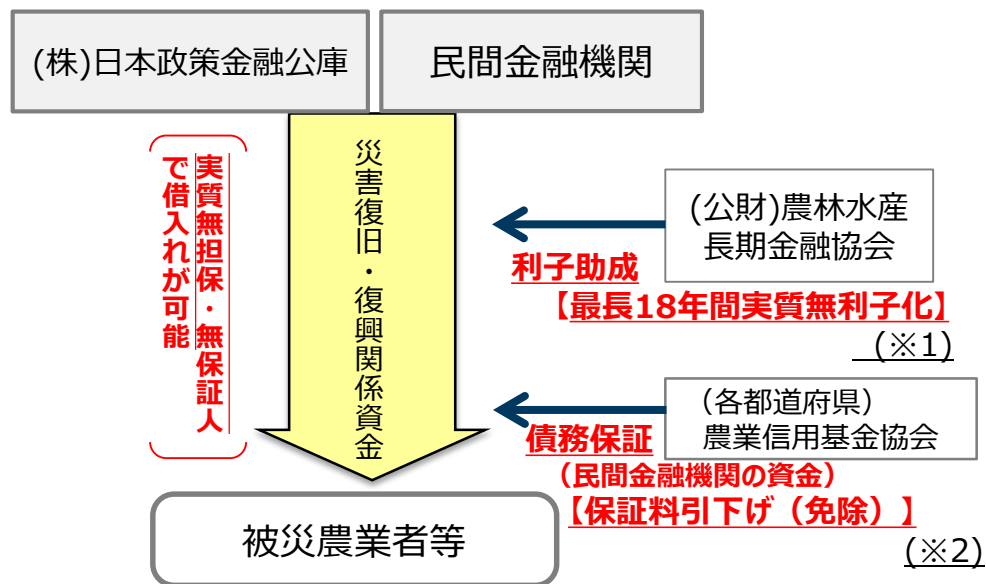 (株)日本政策金融公庫
民間金融機関
実質無担保・無保証人
で借入れが可能
災害復旧・復興関係資金
(公財)農林水産
長期金融協会
利子助成
【最長18年間実質無利子化】
(※1)
（各都道府県）
農業信用基金協会
債務保証
（民間金融機関の資金）
【保証料引下げ（免除）】
(※2)
被災農業者等